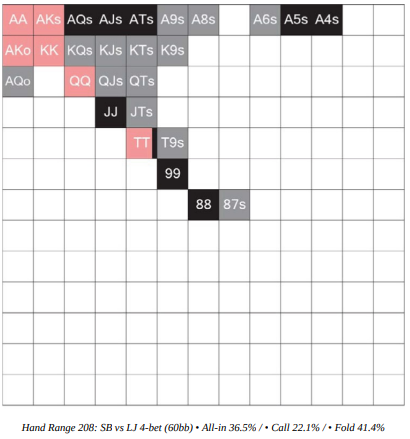 AA AKs AQs AJs ATs A9s A8s A6s A5s A4s
AKo KK KQs KJs KTs K9s
AQo QQ QJs QTs
JJ JTs
TT T9s
99
88 87s
Hand Range 208: SB vs LJ 4-bet (60bb) • All-in 36.5% / • Call 22.1% / • Fold 41.4%